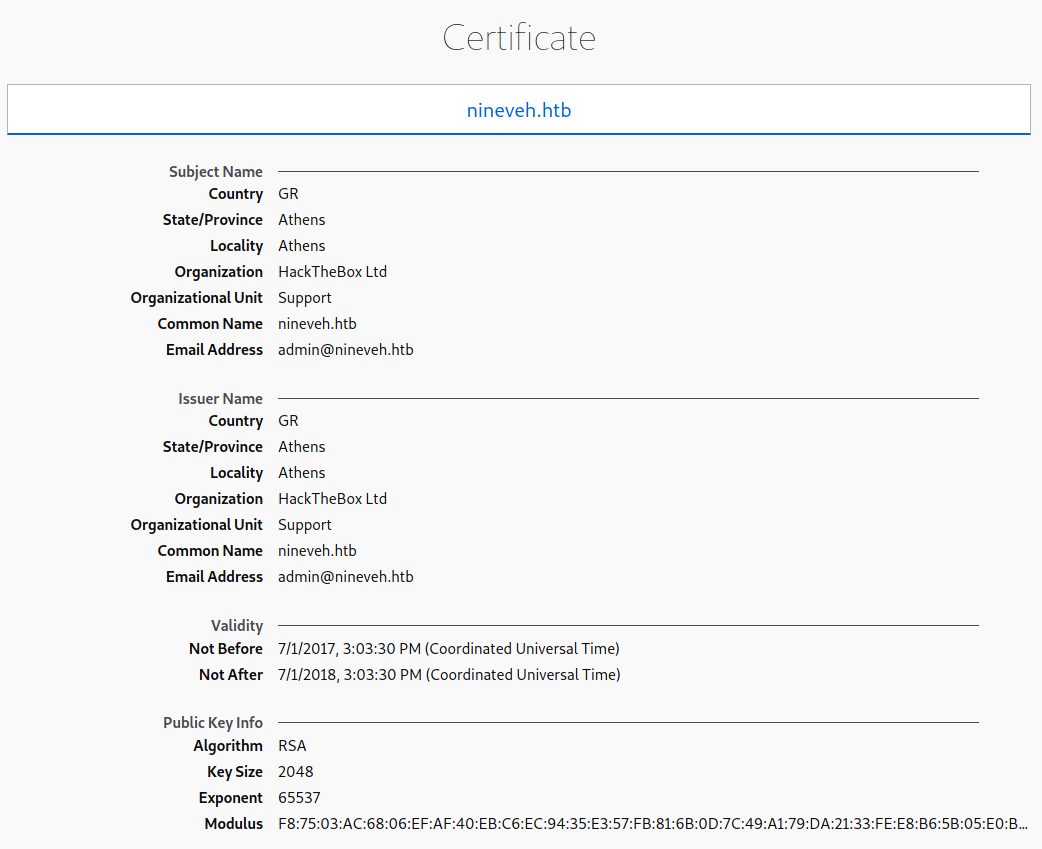 Certificate
nineveh.htb
Subject Name
Country GR
State/Province Athens
Locality Athens
Organization HackTheBox Ltd
Organizational Unit Support
Common Name nineveh.htb
Email Address admin@nineveh.htb
Issuer Name
Country GR
State/Province Athens
Locality Athens
Organization HackTheBox Ltd
Organizational Unit Support
Common Name nineveh.htb
Email Address admin@nineveh.htb
Validity
Not Before 7/1/2017, 3:03:30 PM (Coordinated Universal Time)
Not After 7/1/2018, 3:03:30 PM (Coordinated Universal Time)
Public Key Info
Algorithm RSA
Key Size 2048
Exponent 65537
Modulus F8:75:03:AC:68:06:EF:AF:40:EB:C6:EC:94:35:E3:57:FB:81:6B:0D:7C:49:A1:79:DA:21:33:FE:E8:B6:5B:05:E0:B...